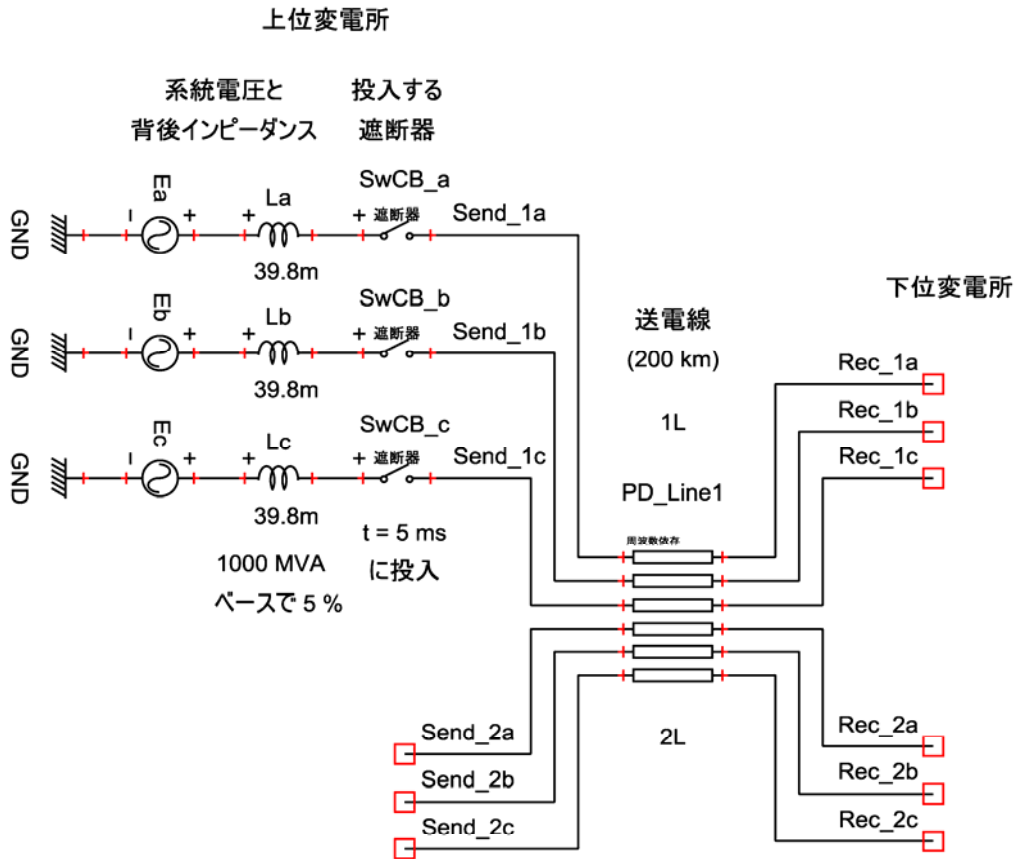 上位変電所
系統電圧と
背後インピーダンス
投入する
遮断器
GND
Ea
La
39.8m
SwCB_a
遮断器
Send_1a
GND
Eb
Lb
39.8m
SwCB_b
遮断器
Send_1b
GND
Ec
Lc
39.8m
SwCB_c
遮断器
Send_1c
1000 MVA
ベースで 5 %
t = 5 ms
に投入
送電線
(200 km)
1L
PD_Line1
周波数依存
2L
下位変電所
Rec_1a
Rec_1b
Rec_1c
Send_2a
Send_2b
Send_2c
Rec_2a
Rec_2b
Rec_2c